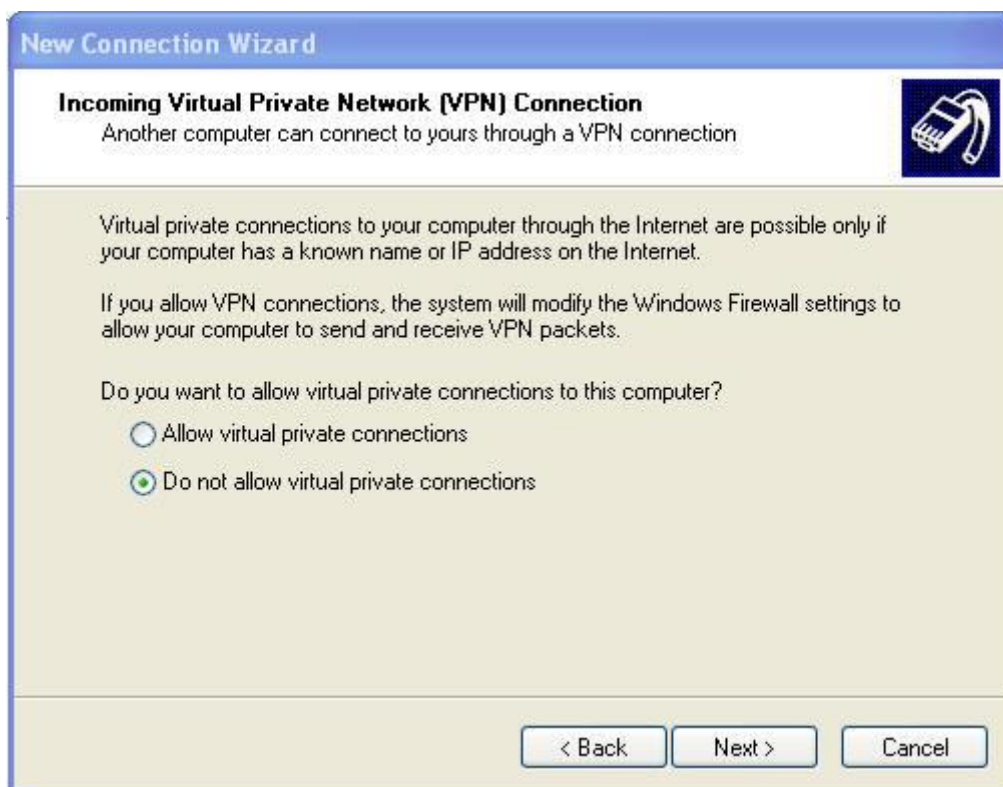 New Connection Wizard
Incoming Virtual Private Network (VPN) Connection
Another computer can connect to yours through a VPN connection
Virtual private connections to your computer through the Internet are possible only if
your computer has a known name or IP address on the Internet.
If you allow VPN connections, the system will modify the Windows Firewall settings to
allow your computer to send and receive VPN packets.
Do you want to allow virtual private connections to this computer?
Allow virtual private connections
Do not allow virtual private connections
< Back Next > Cancel